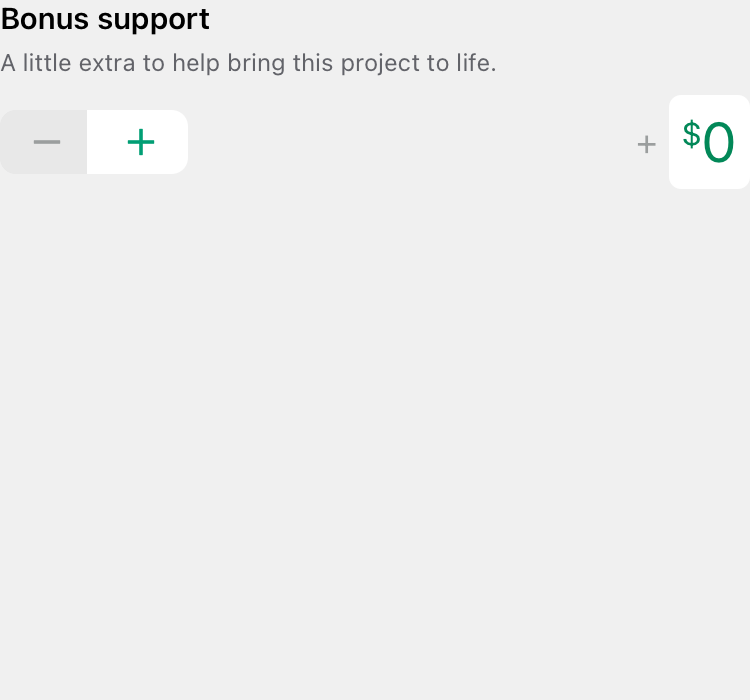 Bonus support
A little extra to help bring this project to life.
− + + $0